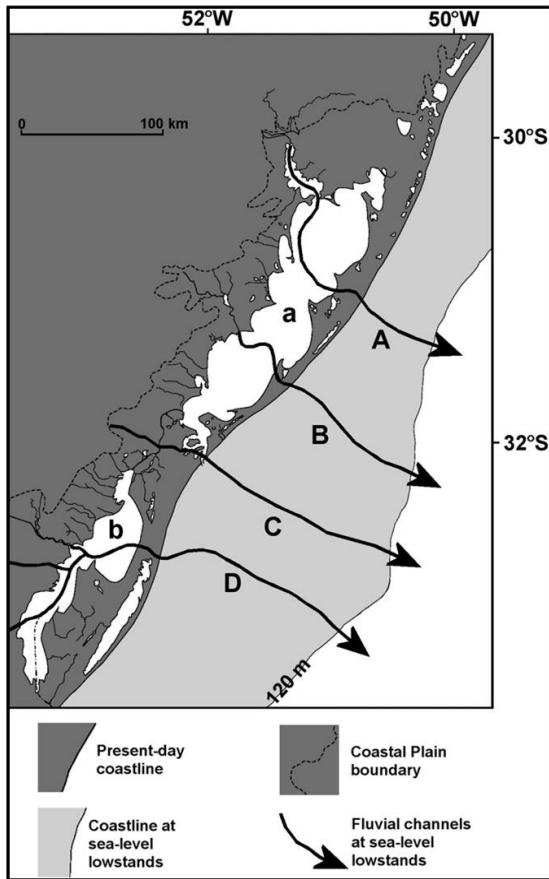 52°W
50°W
0
100 km
30°S
a
A
B
32°S
C
b
D
120 m
Present-day
coastline
Coastal Plain
boundary
Coastline at
sea-level
lowstands
Fluvial channels
at sea-level
lowstands